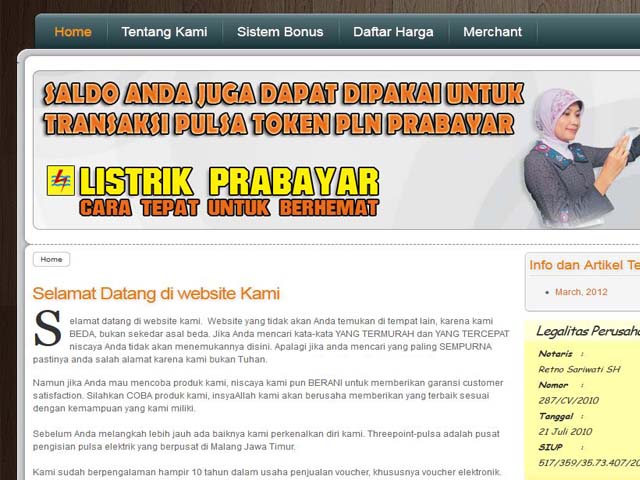 Home Tentang Kami Sistem Bonus Daftar Harga Merchant
SALDO ANDA JUGA DAPAT DIPAKAI UNTUK
TRANSAKSI PULSA TOKEN PLN PRABAYAR
LISTRIK PRABAYAR
CARA TEPAT UNTUK BERHEMAT
Home
Selamat Datang di website Kami
Selamat datang di website kami. Website yang tidak akan Anda temukan di tempat lain, karena kami
BEDA, bukan sekedar asal beda. Jika Anda mencari kata-kata YANG TERMURAH dan YANG TERCEPAT
niscaya Anda tidak akan menemukannya disini. Apalagi jika anda mencari yang paling SEMPURNA
pastinya anda salah alamat karena kami bukan Tuhan.
Namun jika Anda mau mencoba produk kami, niscaya kami pun BERANI untuk memberikan garansi customer
satisfaction. Silahkan COBA produk kami, insyaAllah kami akan berusaha memberikan yang terbaik sesuai
dengan kemampuan yang kami miliki.
Sebelum Anda melangkah lebih jauh ada baiknya kami perkenalkan diri kami. Threepoint-pulsa adalah pusat
pengisian pulsa elektrik yang berpusat di Malang Jawa Timur.
Kami sudah berpengalaman hampir 10 tahun dalam usaha penjualan voucher, khususnya voucher elektronik.
Info dan Artikel Te
March, 2012
Legalitas Perusaha
Notaris :
Retno Sariwati SH
Nomor :
287/CV/2010
Tanggal :
21 Juli 2010
SIUP :
517/359/35.73.407/20